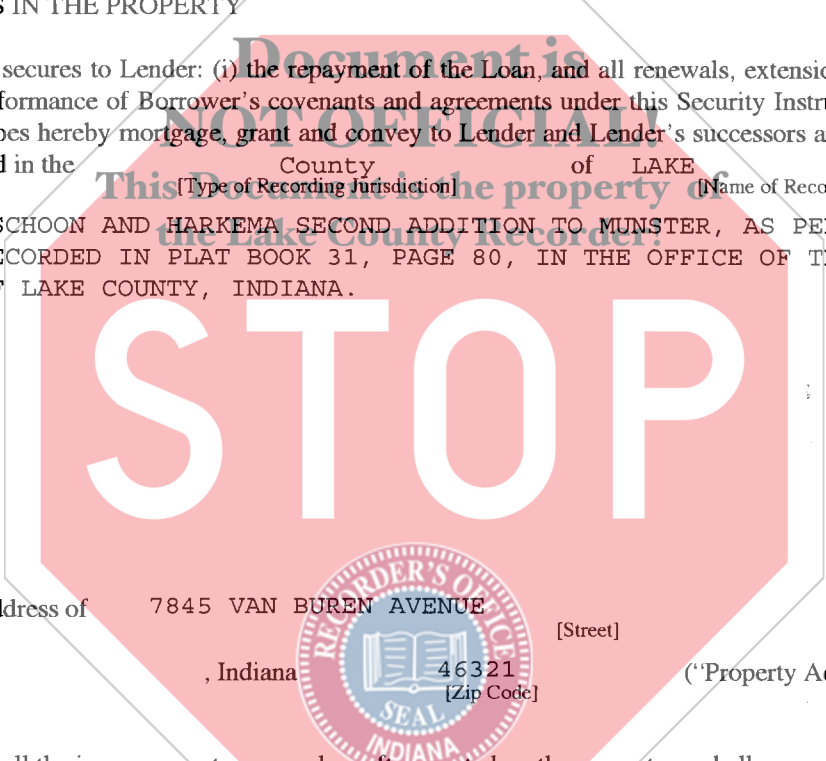 S IN THE PROPERTY
Document is
secures to Lender: (i) the repayment of the Loan, and all renewals, extensio
formance of Borrower's covenants and agreements under this Security Instr
NOT OFFICIAL!
oes hereby mortgage, grant and convey to Lender and Lender's successors a
d in the County of LAKE
This Document is the property of
[Type of Recording Jurisdiction] [Name of Reco
SCHOON AND HARKEMA SECOND ADDITION TO MUNSTER, AS PE
the Lake County Recorder!
ECORDED IN PLAT BOOK 31, PAGE 80, IN THE OFFICE OF T
F LAKE COUNTY, INDIANA.
STOP
ddress of 7845 VAN BUREN AVENUE
[Street]
RECORDER'S OFFICE
, Indiana 46321 ("Property A
[Zip Code]
SEAL
INDIANA